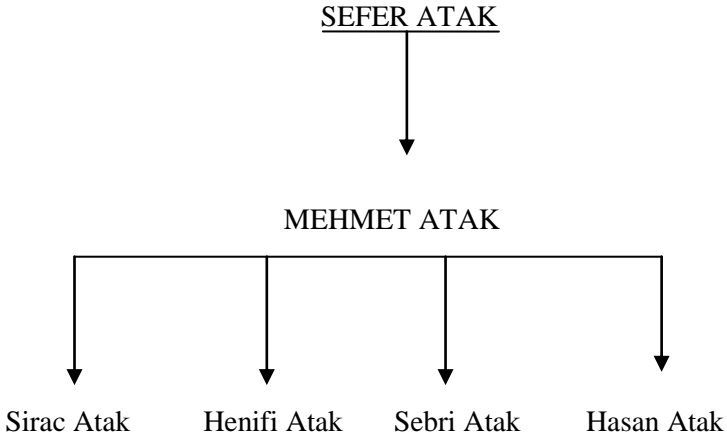 SEFER ATAK
MEHMET ATAK
Sirac Atak Henifi Atak Sebri Atak Hasan Atak